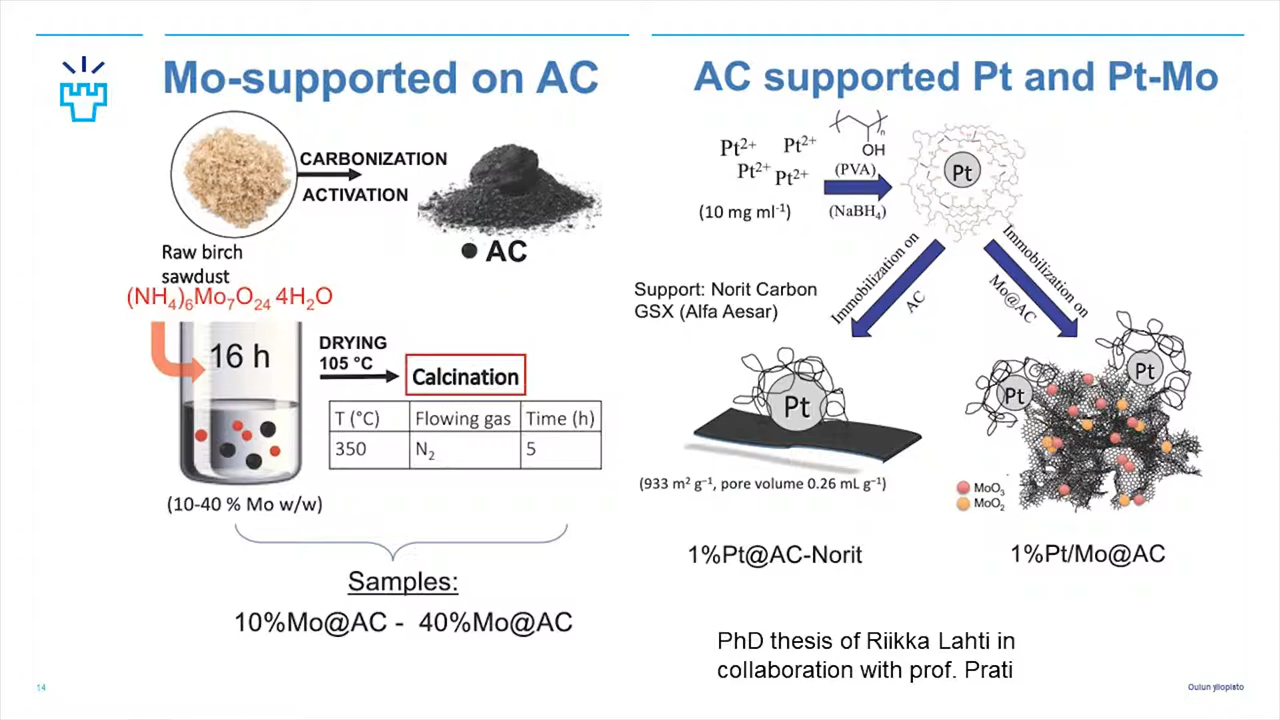 Mo-supported on AC
CARBONIZATION
ACTIVATION
Raw birch
sawdust
● AC
(NH₄)₆Mo₇O₂₄ 4H₂O
16 h
DRYING
105 °C
Calcination
T (°C) Flowing gas Time (h)
350 N₂ 5
(10-40 % Mo w/w)
Samples:
10%Mo@AC - 40%Mo@AC
AC supported Pt and Pt-Mo
Pt²⁺ Pt²⁺
Pt²⁺ Pt²⁺
(10 mg ml⁻¹)
n
OH
(PVA)
(NaBH₄)
Pt
Immobilization on
AC
Immobilization on
Mo@AC
Support: Norit Carbon
GSX (Alfa Aesar)
Pt
Pt
Pt
(933 m² g⁻¹, pore volume 0.26 mL g⁻¹)
MoO₃
MoO₂
1%Pt@AC-Norit
1%Pt/Mo@AC
PhD thesis of Riikka Lahti in
collaboration with prof. Prati
14
Oulun yliopisto